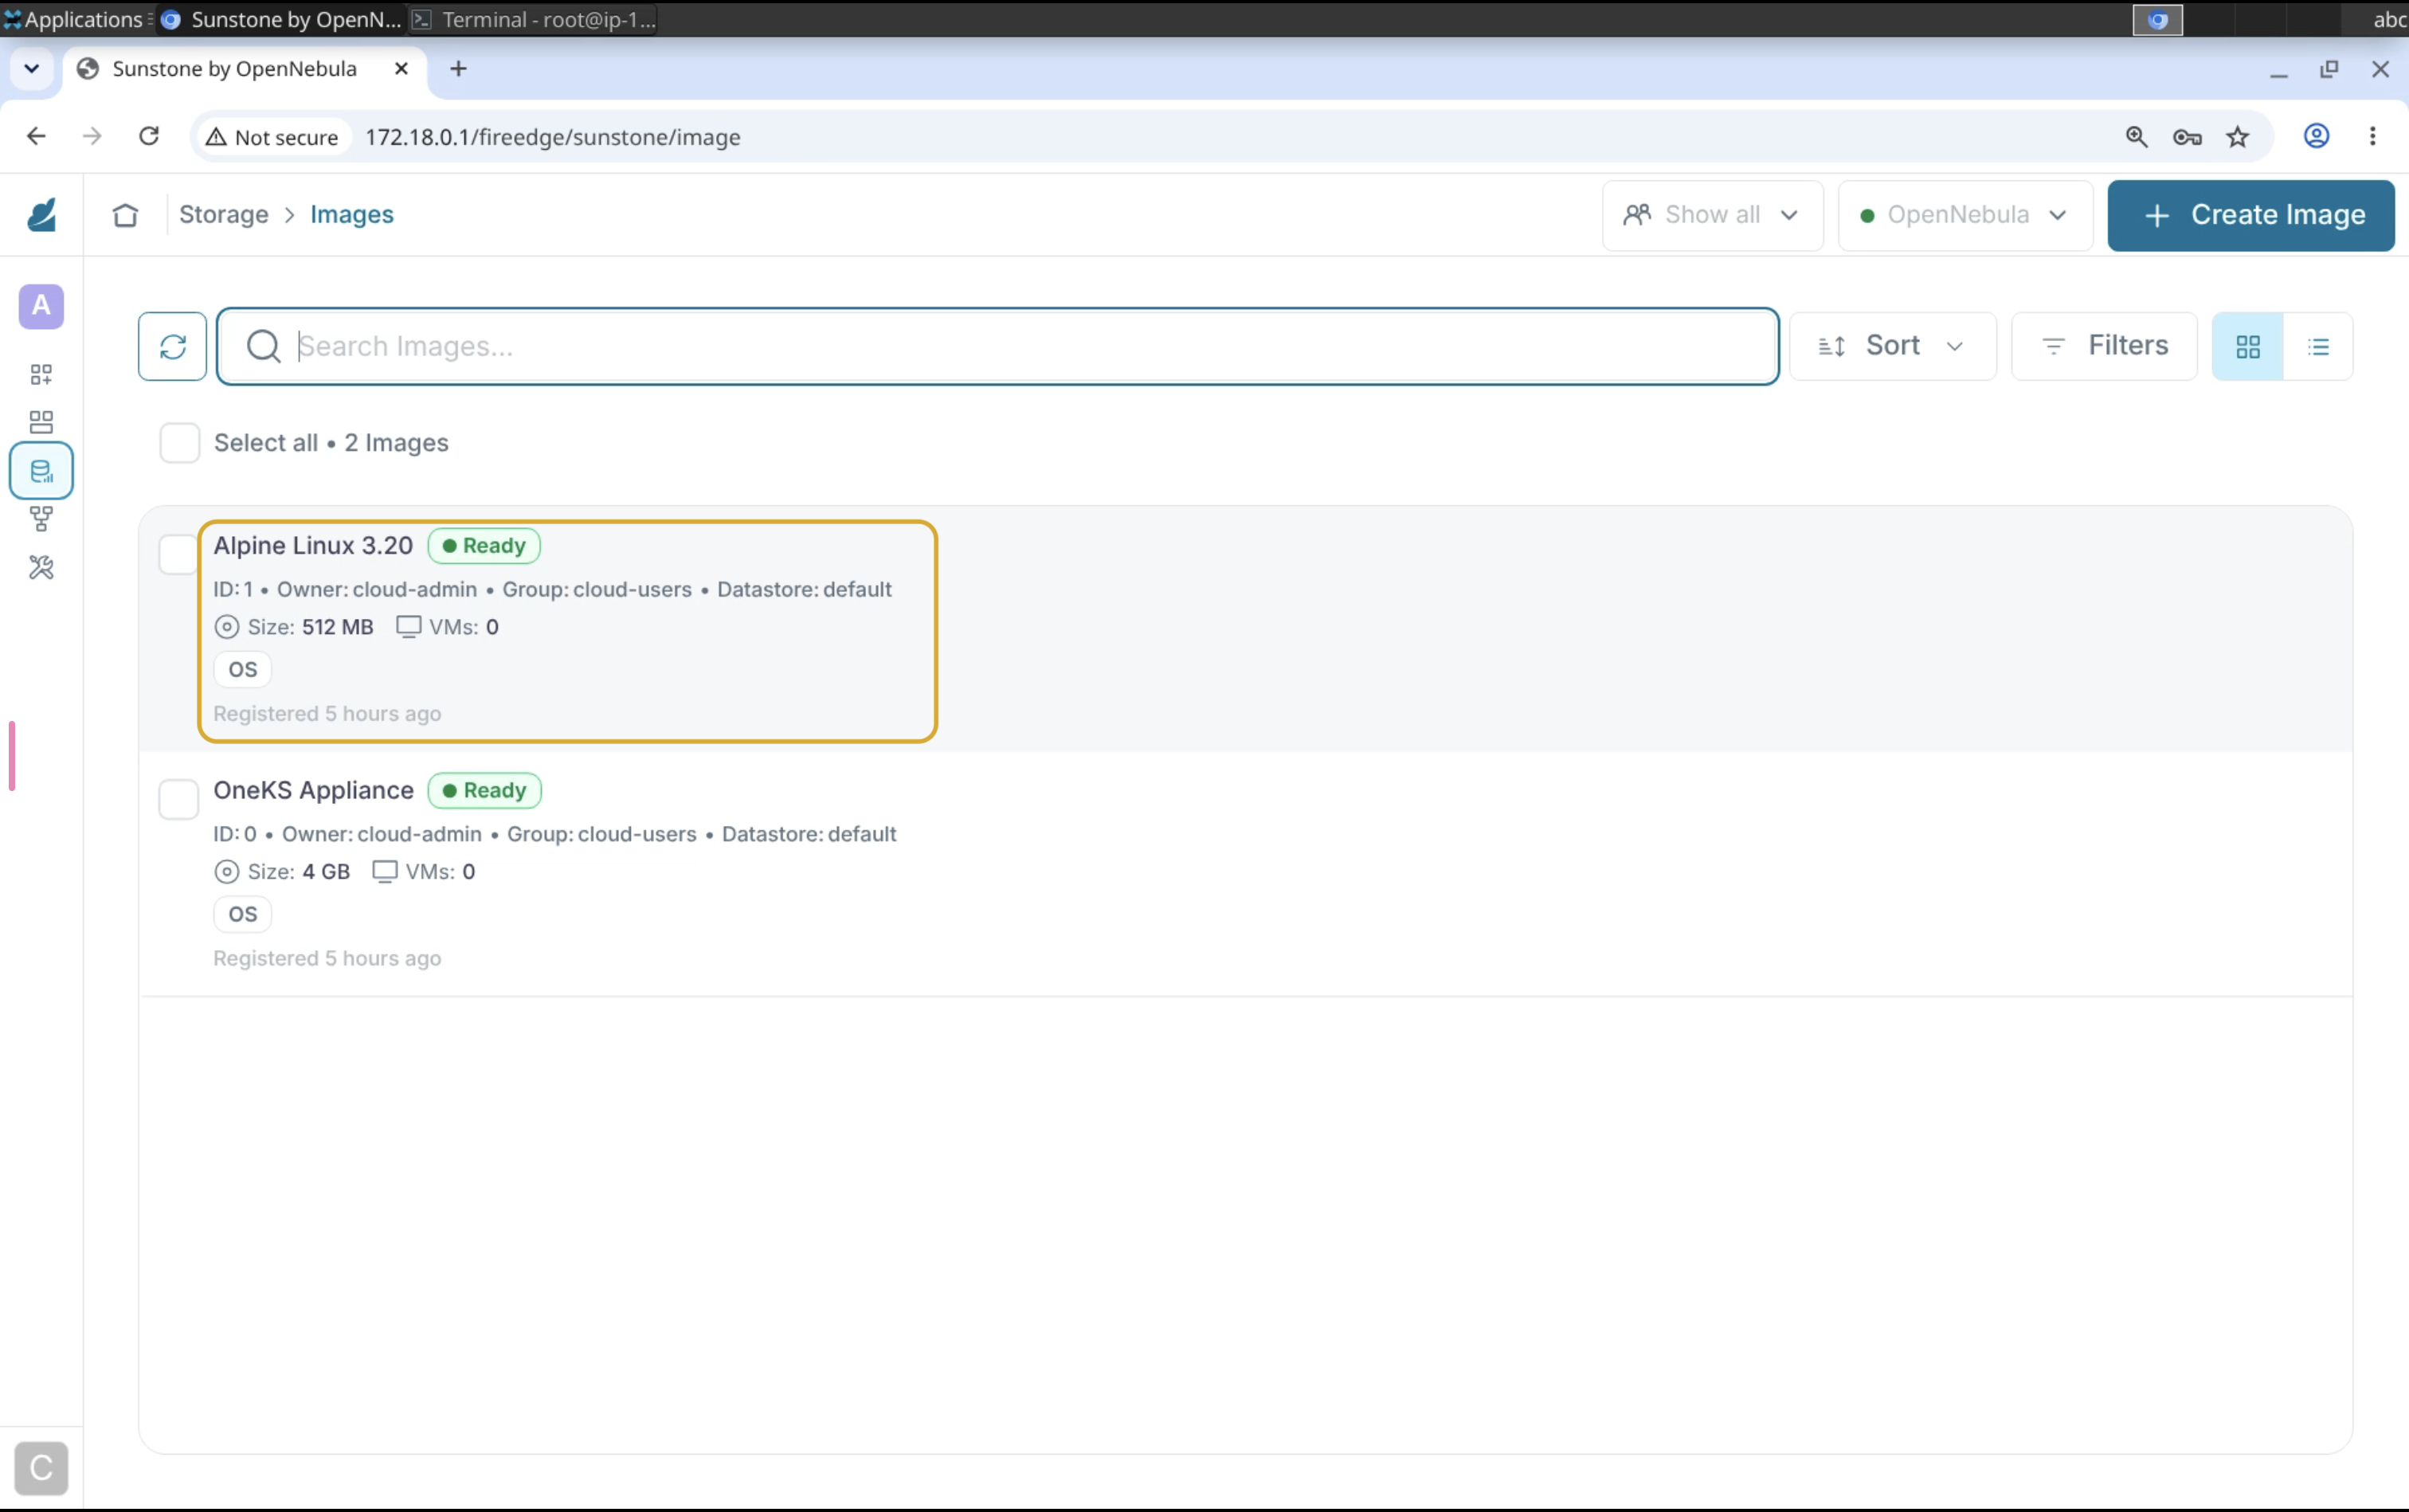 Applications Sunstone by OpenN... Terminal - root@ip-1... abc
Sunstone by OpenNebula
Not secure 172.18.0.1/fireedge/sunstone/image
Storage > Images Show all OpenNebula + Create Image
A
Search Images... Sort Filters
Select all • 2 Images
Alpine Linux 3.20 Ready
ID: 1 • Owner: cloud-admin • Group: cloud-users • Datastore: default
Size: 512 MB VMs: 0
OS
Registered 5 hours ago
OneKS Appliance Ready
ID: 0 • Owner: cloud-admin • Group: cloud-users • Datastore: default
Size: 4 GB VMs: 0
OS
Registered 5 hours ago
C